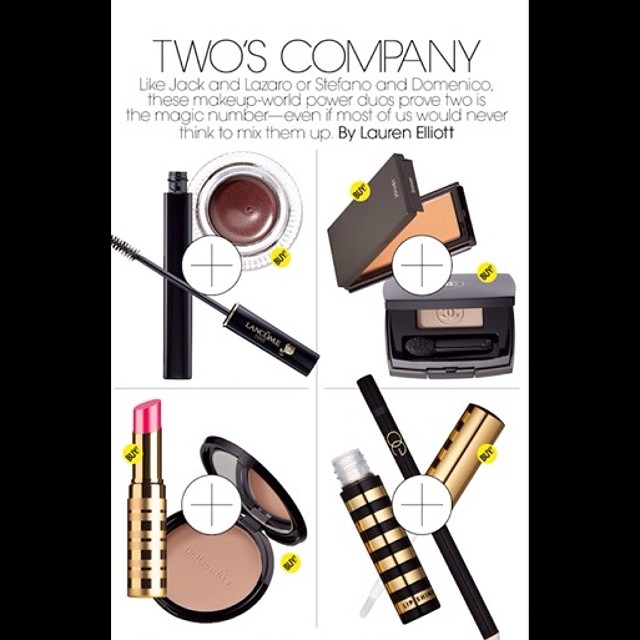 TWO'S COMPANY
Like Jack and Lazaro or Stefano and Domenico,
these makeup-world power duos prove two is
the magic number—even if most of us would never
think to mix them up. By Lauren Elliott
BUY!
BUY!
BUY!
LANCÔME
BUY!
BUY!
BUY!
LIP SHINE